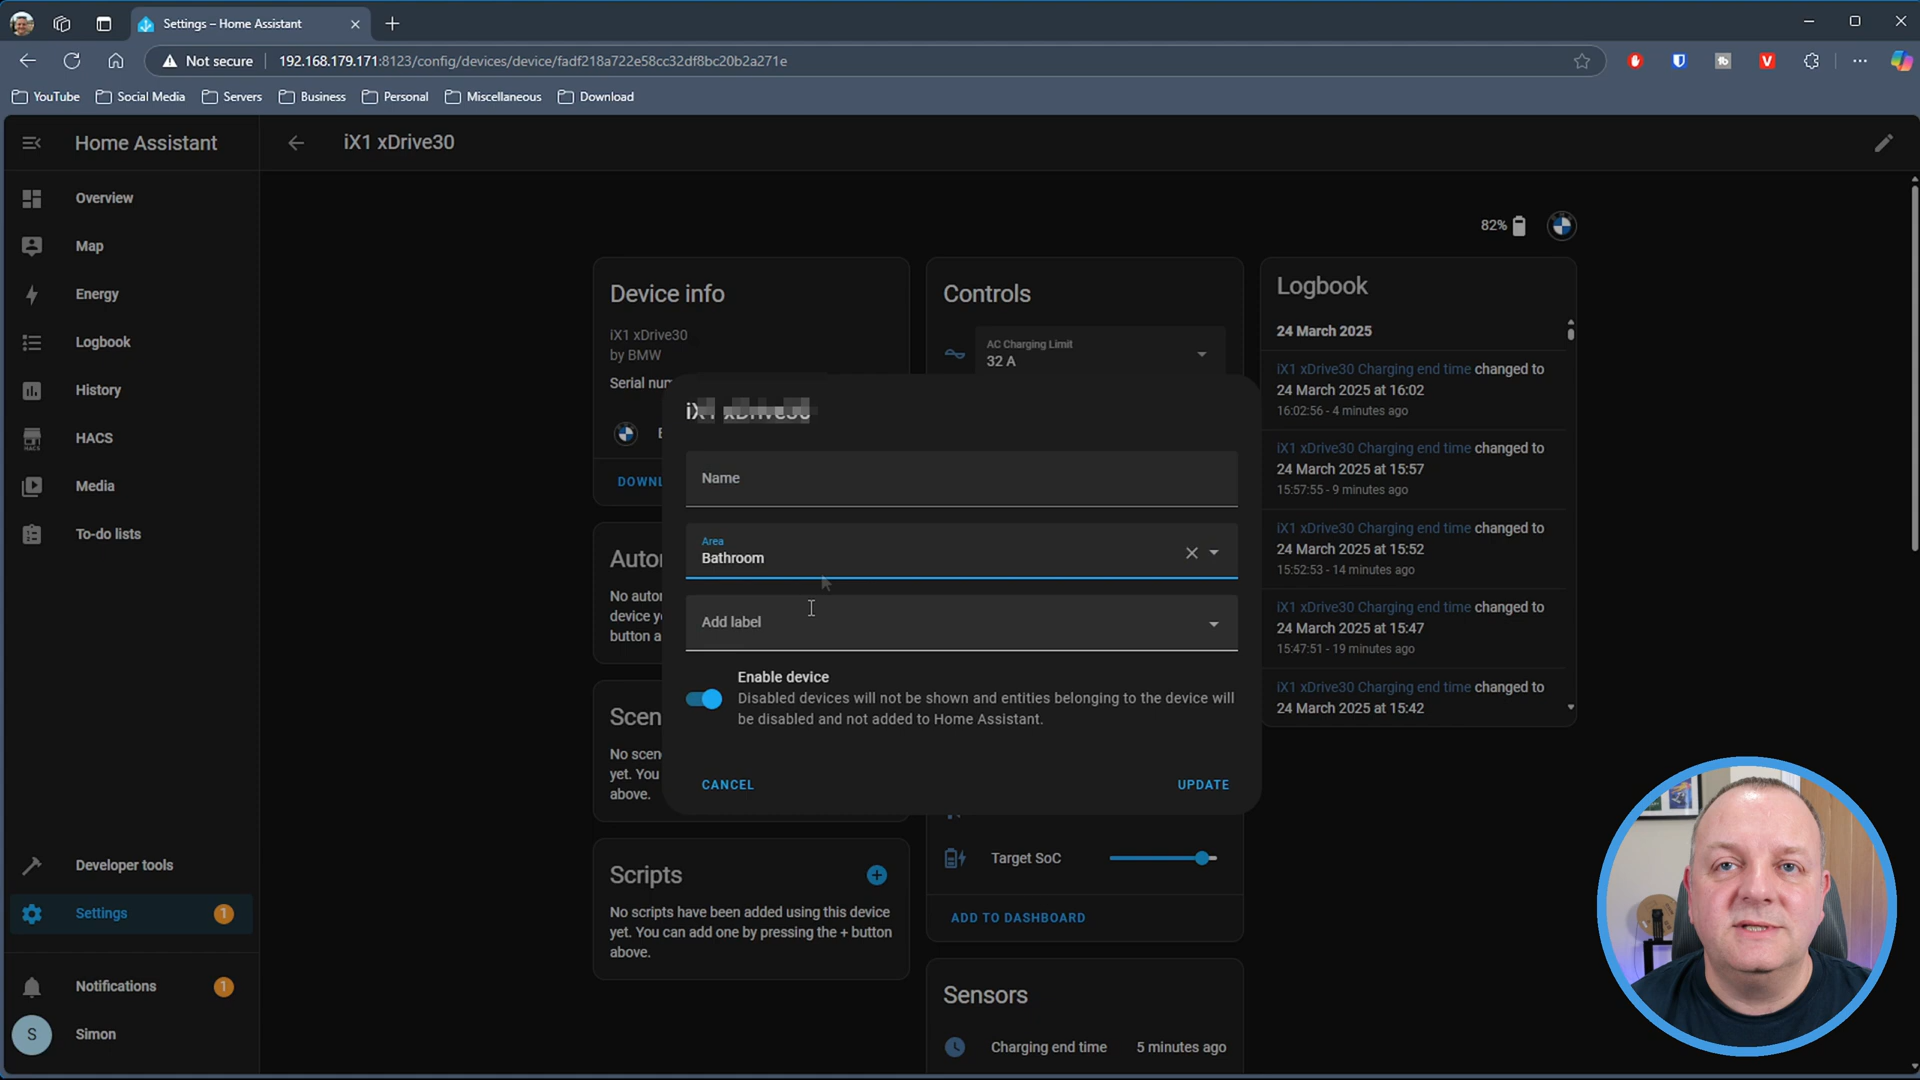 Settings – Home Assistant
Not secure
192.168.179.171:8123/config/devices/device/fadf218a722e58cc32df8bc20b2a271e
YouTube
Social Media
Servers
Business
Personal
Miscellaneous
Download
Home Assistant
iX1 xDrive30
Overview
Map
Energy
Logbook
History
HACS
Media
To-do lists
Developer tools
Settings
1
Notifications
1
S
Simon
82%
Device info
iX1 xDrive30
by BMW
Serial num
DOWNL
No autor
device y
button a
No scen
yet. You
above.
Scripts
No scripts have been added using this device
yet. You can add one by pressing the + button
above.
Controls
AC Charging Limit
32 A
iX1 xDrive30
Name
Area
Bathroom
Add label
Enable device
Disabled devices will not be shown and entities belonging to the device will
be disabled and not added to Home Assistant.
CANCEL
UPDATE
Target SoC
ADD TO DASHBOARD
Sensors
Charging end time
5 minutes ago
Logbook
24 March 2025
iX1 xDrive30 Charging end time changed to
24 March 2025 at 16:02
16:02:56 - 4 minutes ago
iX1 xDrive30 Charging end time changed to
24 March 2025 at 15:57
15:57:55 - 9 minutes ago
iX1 xDrive30 Charging end time changed to
24 March 2025 at 15:52
15:52:53 - 14 minutes ago
iX1 xDrive30 Charging end time changed to
24 March 2025 at 15:47
15:47:51 - 19 minutes ago
iX1 xDrive30 Charging end time changed to
24 March 2025 at 15:42